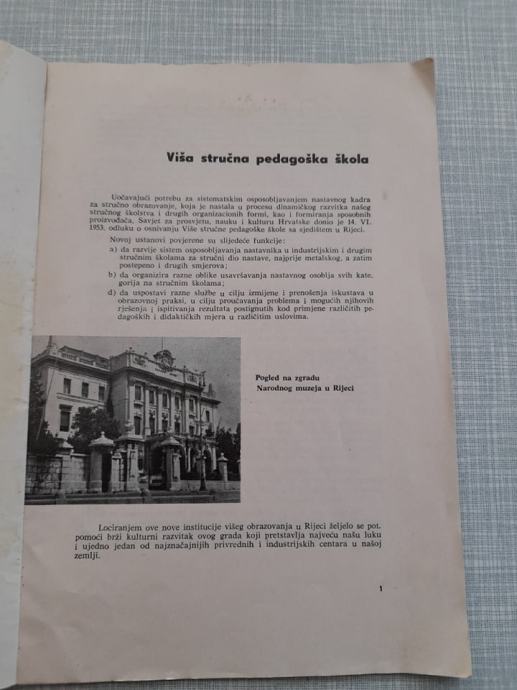 Viša stručna pedagoška škola
Uočavajući potrebu za sistematskim osposobljavanjem nastavnog kadra
za stručno obrazovanje, koja je nastala u procesu dinamičkog razvitka našeg
stručnog školstva i drugih organizacionih formi, kao i formiranja sposobnih
proizvođača, Savjet za prosvjetu, nauku i kulturu Hrvatske donio je 14. VI.
1953. odluku o osnivanju Više stručne pedagoške škole sa sjedištem u Rijeci.
Novoj ustanovi povjerene su slijedeće funkcije:
a) da razvije sistem osposobljavanja nastavnika u industrijskim i drugim
stručnim školama za stručni dio nastave, najprije metalskog, a zatim
postepeno i drugih smjerova;
b) da organizira razne oblike usavršavanja nastavnog osoblja svih kate,
gorija na stručnim školama;
d) da uspostavi razne službe u cilju izmijene i prenošenja iskustava u
obrazovnoj praksi, u cilju proučavanja problema i mogućih njihovih
rješenja i ispitivanja rezultata postignutih kod primjene različitih pe-
dagoških i didaktičkih mjera u različitim uslovima.
Pogled na zgradu
Narodnog muzeja u Rijeci
Lociranjem ove nove institucije višeg obrazovanja u Rijeci željelo se pot.
pomoći brži kulturni razvitak ovog grada koji pretstavlja najveću našu luku
i ujedno jedan od najznačajnijih privrednih i industrijskih centara u našoj
zemlji.
1